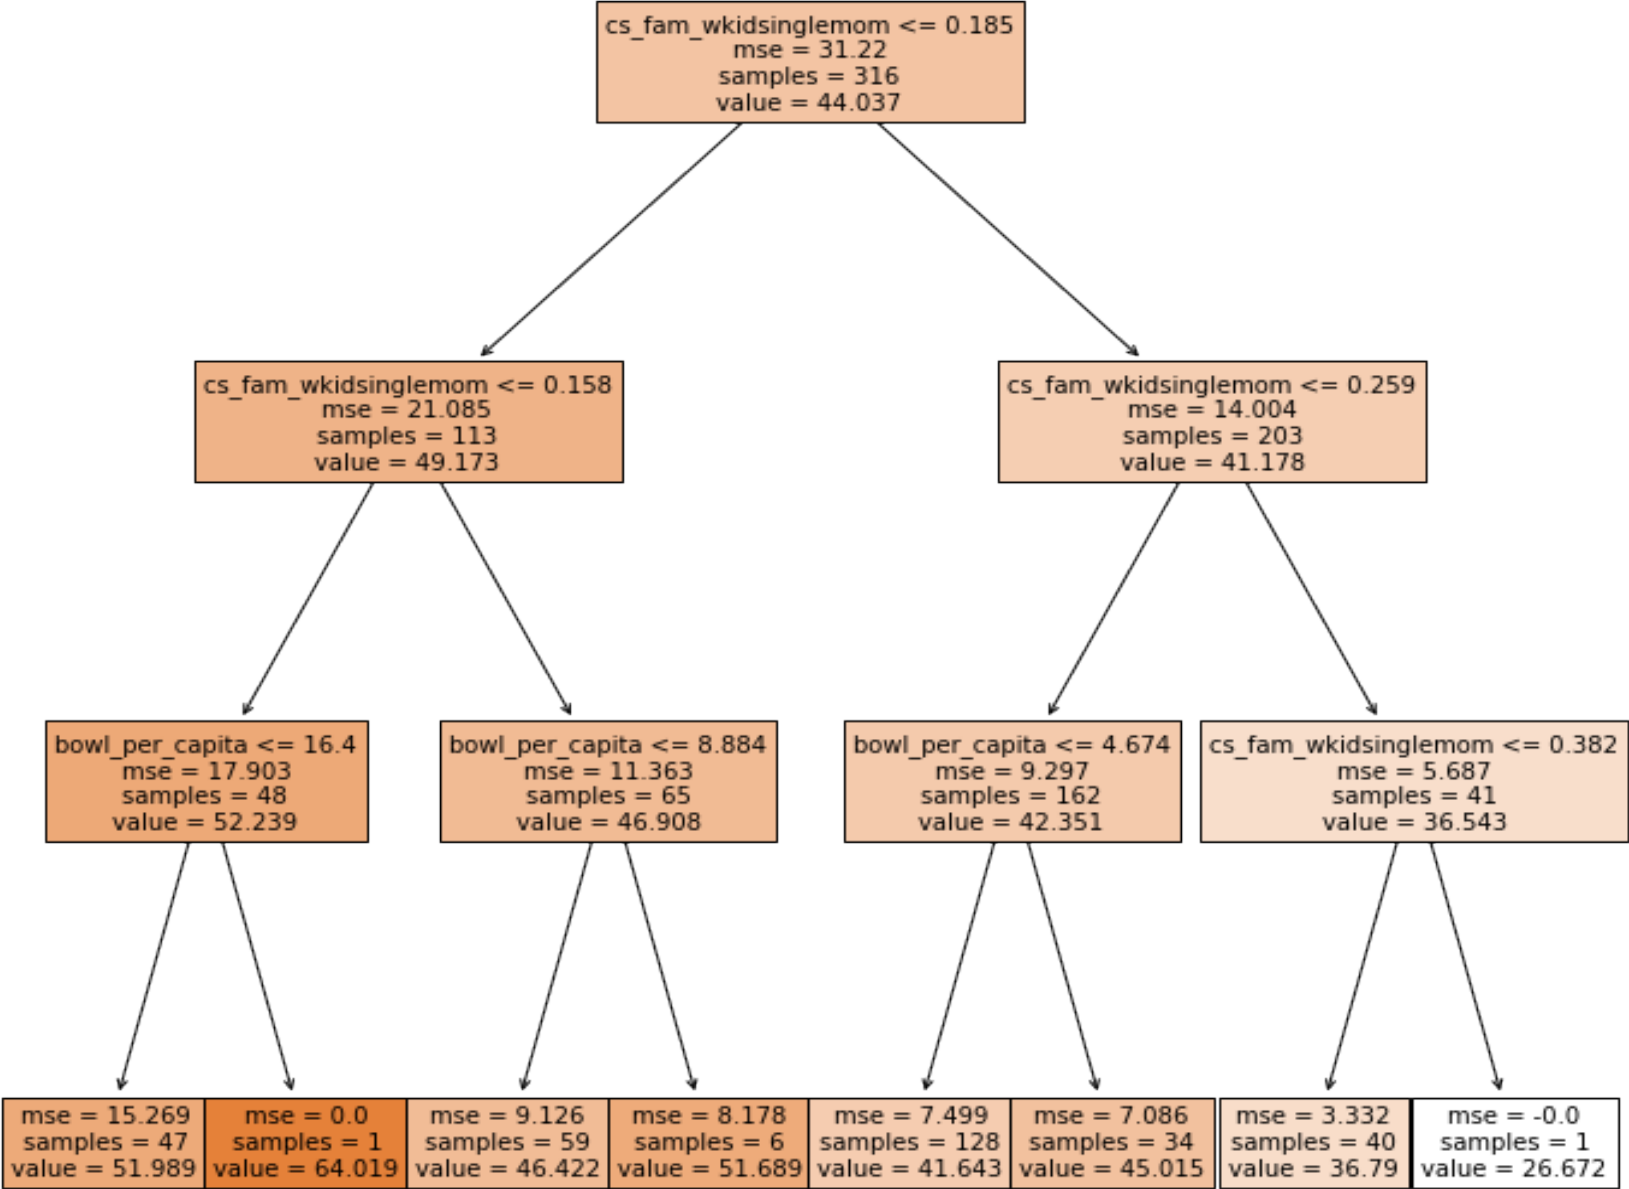 cs_fam_wkidsinglemom <= 0.185
mse = 31.22
samples = 316
value = 44.037
cs_fam_wkidsinglemom <= 0.158
mse = 21.085
samples = 113
value = 49.173
cs_fam_wkidsinglemom <= 0.259
mse = 14.004
samples = 203
value = 41.178
bowl_per_capita <= 16.4
mse = 17.903
samples = 48
value = 52.239
bowl_per_capita <= 8.884
mse = 11.363
samples = 65
value = 46.908
bowl_per_capita <= 4.674
mse = 9.297
samples = 162
value = 42.351
cs_fam_wkidsinglemom <= 0.382
mse = 5.687
samples = 41
value = 36.543
mse = 15.269
samples = 47
value = 51.989
mse = 0.0
samples = 1
value = 64.019
mse = 9.126
samples = 59
value = 46.422
mse = 8.178
samples = 6
value = 51.689
mse = 7.499
samples = 128
value = 41.643
mse = 7.086
samples = 34
value = 45.015
mse = 3.332
samples = 40
value = 36.79
mse = -0.0
samples = 1
value = 26.672